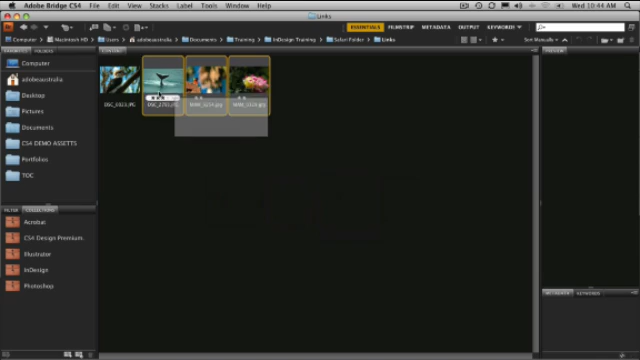 Adobe Bridge CS4 File Edit View Stacks Label Tools Window Help Wed 10:44 AM
Links
ESSENTIALS FILMSTRIP METADATA OUTPUT KEYWORDS
Computer Macintosh HD Users adobeaustralia Documents Training InDesign Training Safari Folder Links Sort Manually
FAVORITES FOLDERS CONTENT PREVIEW
Computer
adobeaustralia
Desktop
Pictures
Documents
CS4 DEMO ASSETTS
Portfolios
TOC
FILTER COLLECTIONS
Acrobat
CS4 Design Premium.
Illustrator
InDesign
Photoshop
METADATA KEYWORDS